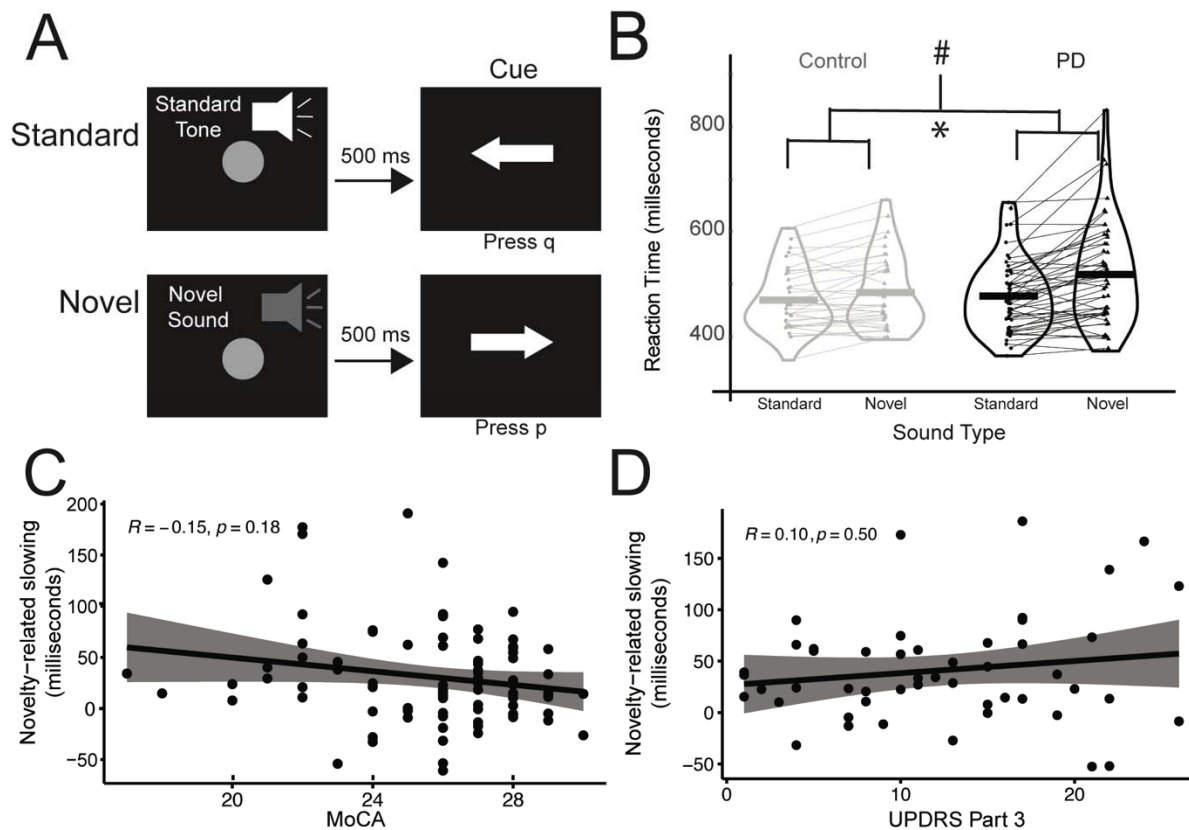 A
Standard
Standard
Tone
500 ms
Cue
Press q
Novel
Novel
Sound
500 ms
Press p
B
Control
#
PD
*
Reaction Time (millseconds)
800
600
400
Standard
Novel
Standard
Novel
Sound Type
C
Novelty-related slowing
(milliseconds)
200
150
100
50
0
−50
R = −0.15, p = 0.18
20
24
28
MoCA
D
Novelty-related slowing
(milliseconds)
200
150
100
50
0
−50
R = 0.10, p = 0.50
0
10
20
UPDRS Part 3